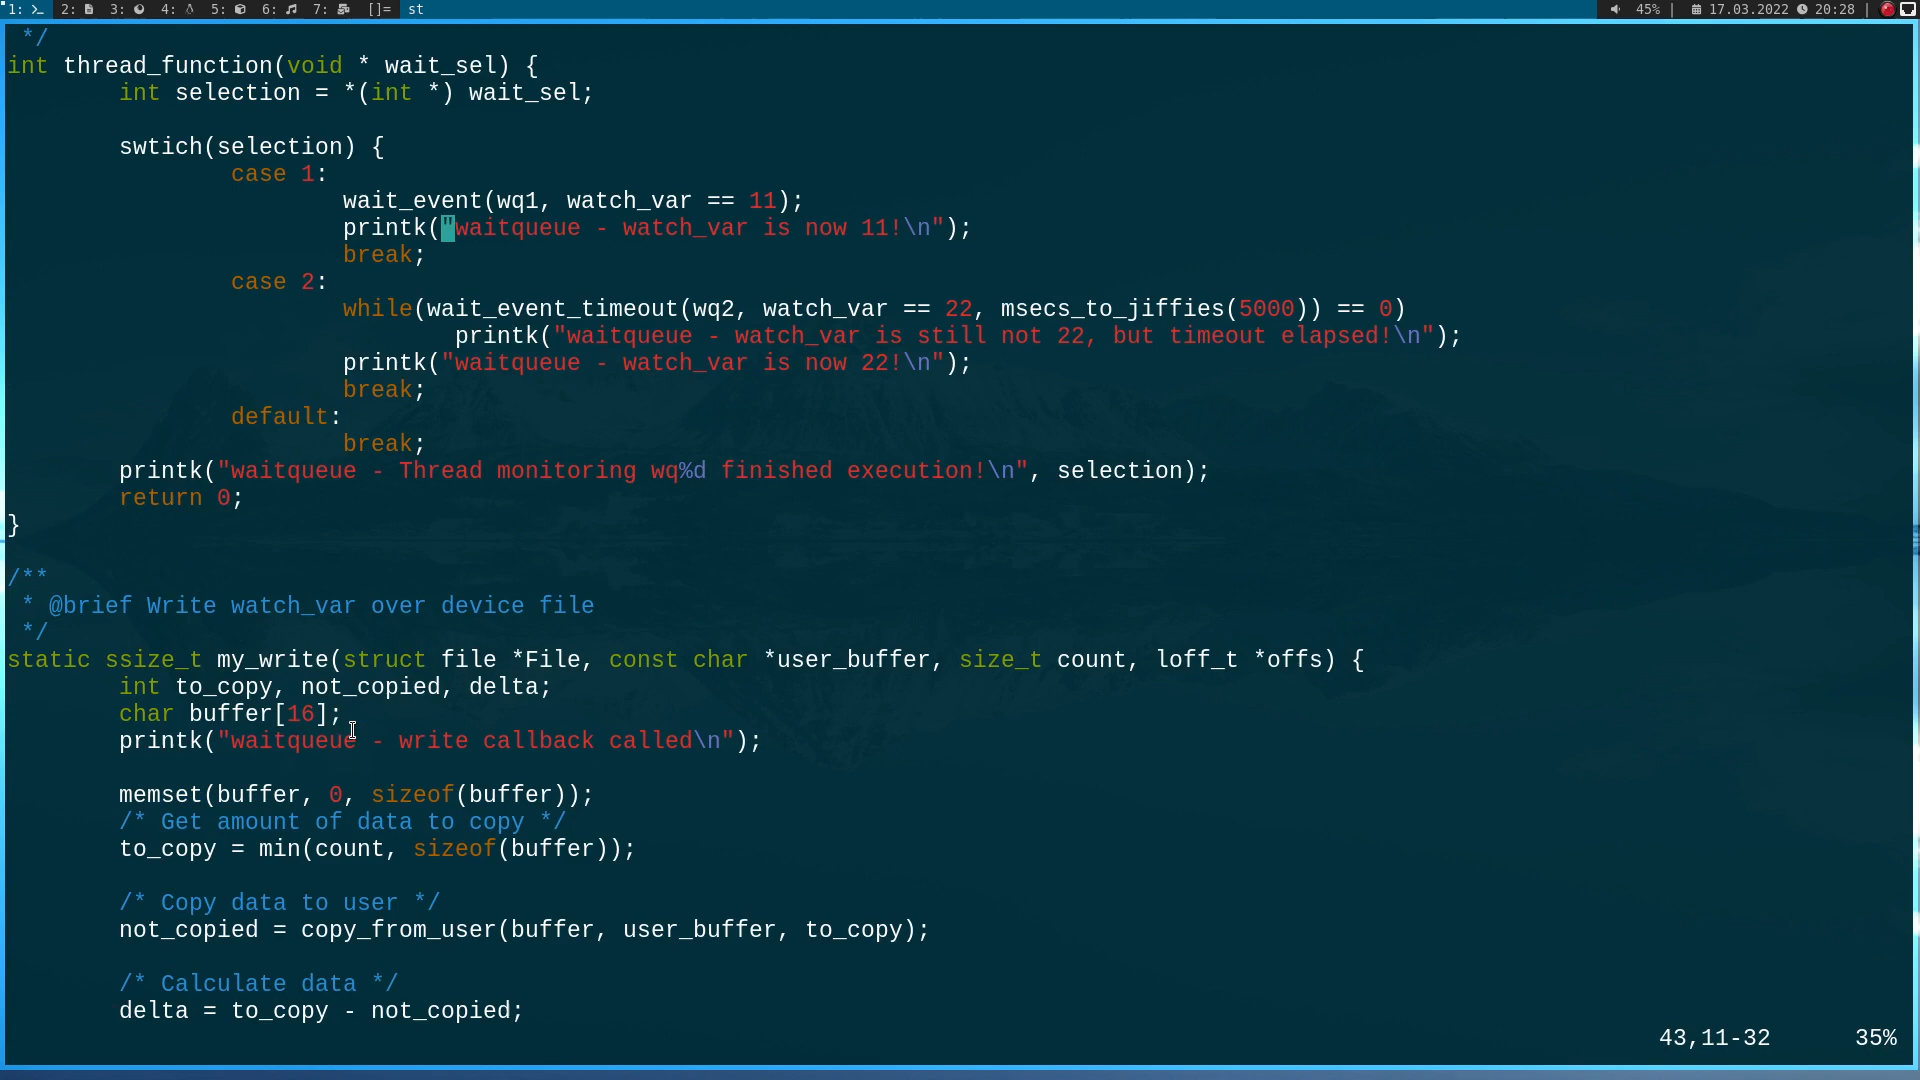 1: 2: 3: 4: 5: 6: 7: []= st 45% | 17.03.2022 20:28 |
 */
int thread_function(void * wait_sel) {
        int selection = *(int *) wait_sel;
        swtich(selection) {
                case 1:
                        wait_event(wq1, watch_var == 11);
                        printk("waitqueue - watch_var is now 11!\n");
                        break;
                case 2:
                        while(wait_event_timeout(wq2, watch_var == 22, msecs_to_jiffies(5000)) == 0)
                                printk("waitqueue - watch_var is still not 22, but timeout elapsed!\n");
                        printk("waitqueue - watch_var is now 22!\n");
                        break;
                default:
                        break;
        printk("waitqueue - Thread monitoring wq%d finished execution!\n", selection);
        return 0;
}
/**
 * @brief Write watch_var over device file
 */
static ssize_t my_write(struct file *File, const char *user_buffer, size_t count, loff_t *offs) {
        int to_copy, not_copied, delta;
        char buffer[16];
        printk("waitqueue - write callback called\n");
        memset(buffer, 0, sizeof(buffer));
        /* Get amount of data to copy */
        to_copy = min(count, sizeof(buffer));
        /* Copy data to user */
        not_copied = copy_from_user(buffer, user_buffer, to_copy);
        /* Calculate data */
        delta = to_copy - not_copied;
43,11-32 35%